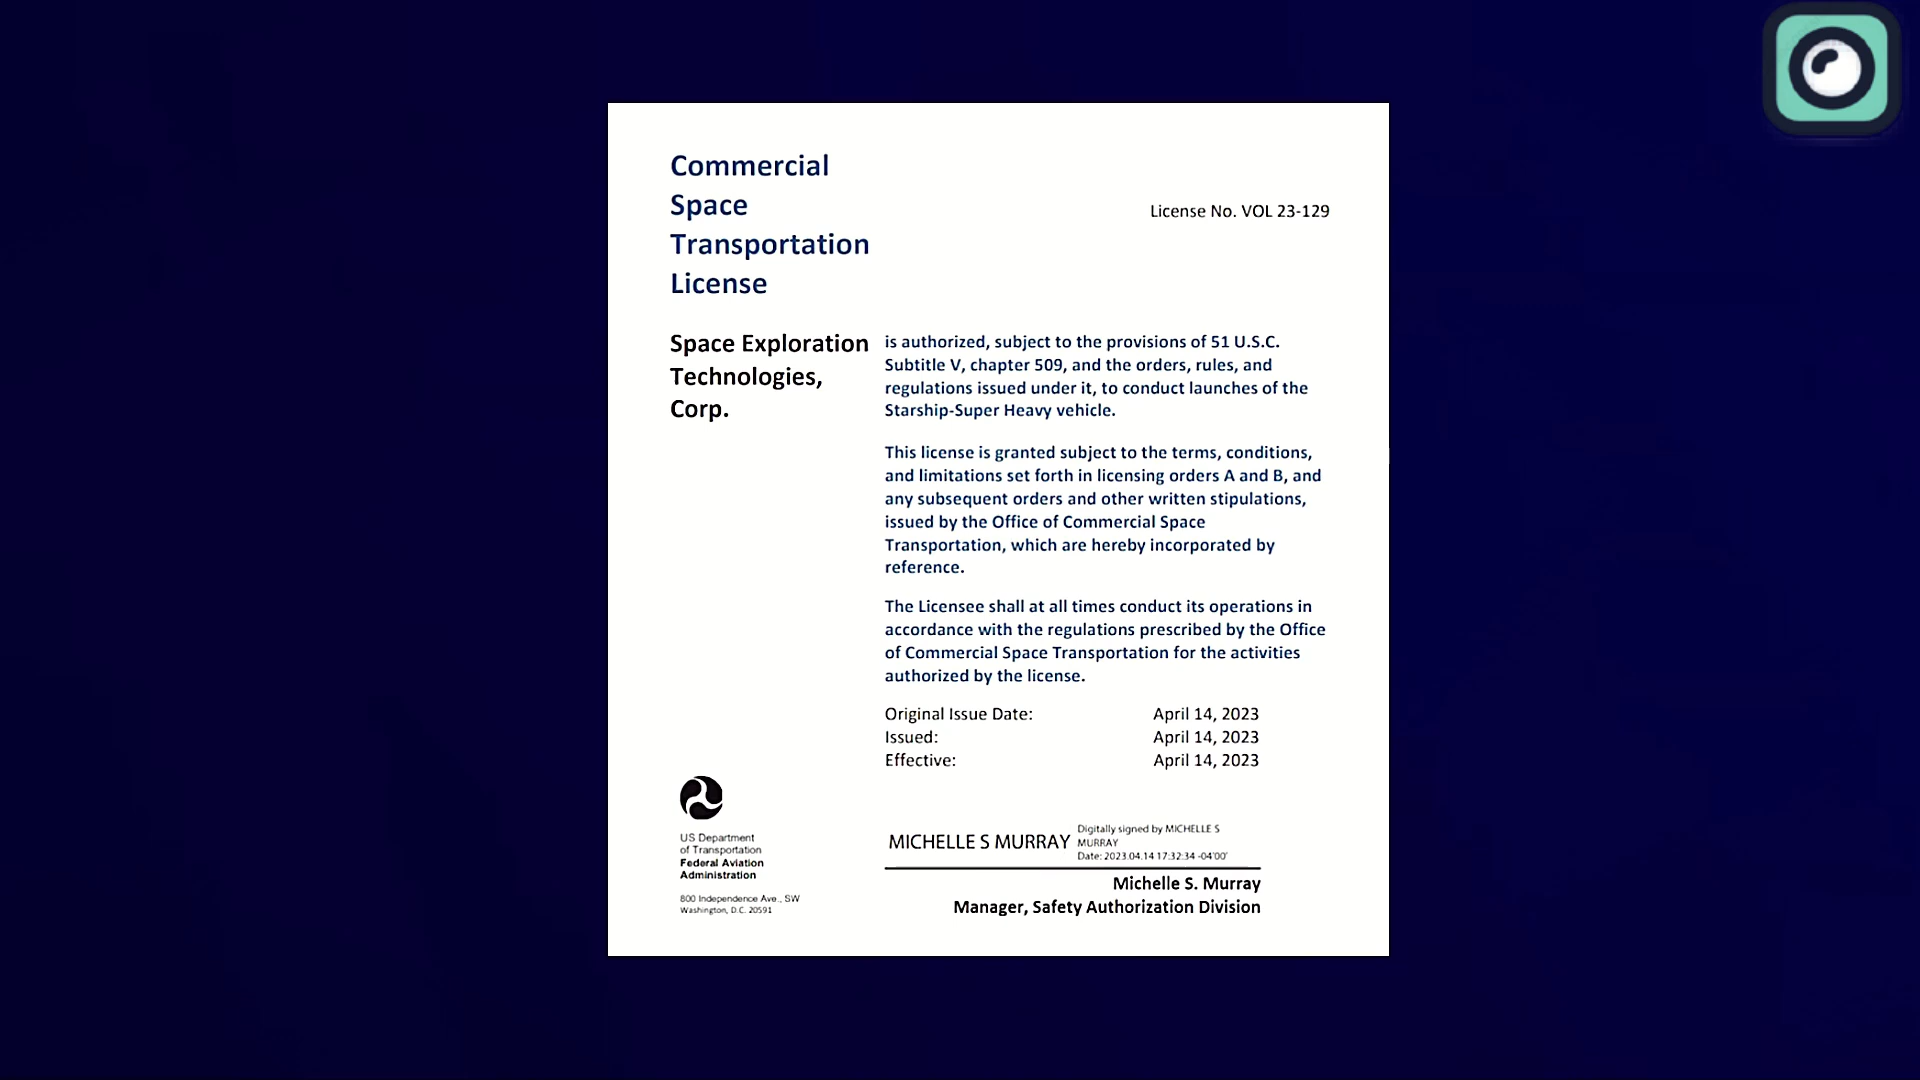 Commercial
Space
Transportation
License
License No. VOL 23-129
Space Exploration
Technologies,
Corp.
is authorized, subject to the provisions of 51 U.S.C.
Subtitle V, chapter 509, and the orders, rules, and
regulations issued under it, to conduct launches of the
Starship-Super Heavy vehicle.
This license is granted subject to the terms, conditions,
and limitations set forth in licensing orders A and B, and
any subsequent orders and other written stipulations,
issued by the Office of Commercial Space
Transportation, which are hereby incorporated by
reference.
The Licensee shall at all times conduct its operations in
accordance with the regulations prescribed by the Office
of Commercial Space Transportation for the activities
authorized by the license.
Original Issue Date: April 14, 2023
Issued: April 14, 2023
Effective: April 14, 2023
US Department
of Transportation
Federal Aviation
Administration
800 Independence Ave., SW
Washington, D.C. 20591
MICHELLE S MURRAY
Digitally signed by MICHELLE S
MURRAY
Date: 2023.04.14 17:32:34 -04'00'
Michelle S. Murray
Manager, Safety Authorization Division